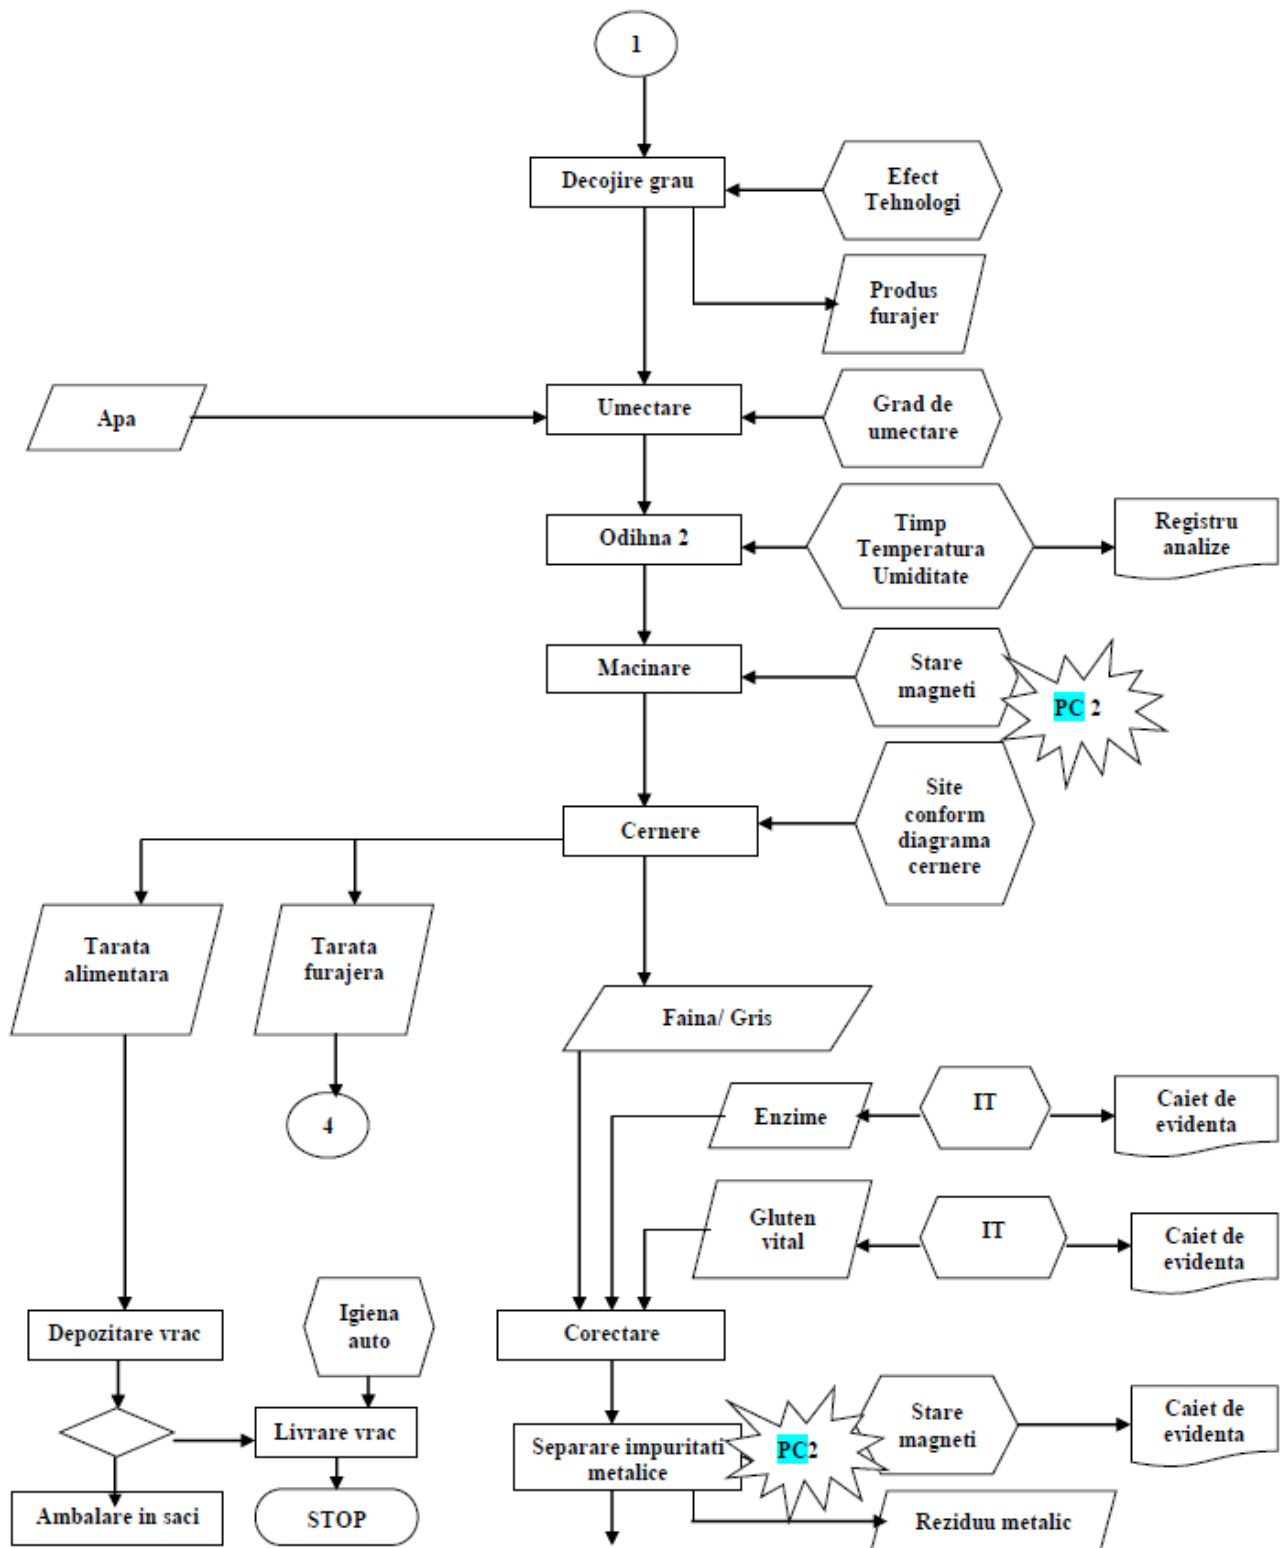 1
Decojire grau
Efect
Tehnologi
Produs
furajer
Apa
Umectare
Grad de
umectare
Odihna 2
Timp
Temperatura
Umiditate
Registru
analize
Macinare
Stare
magneti
PC 2
Cernere
Site
conform
diagrama
cernere
Tarata
alimentara
Tarata
furajera
Faina/ Gris
4
Enzime
IT
Caiet de
evidenta
Gluten
vital
IT
Caiet de
evidenta
Depozitare vrac
Igiena
auto
Corectare
Livrare vrac
Separare impuritati
metalice
PC2
Stare
magneti
Caiet de
evidenta
Ambalare in saci
STOP
Reziduu metalic